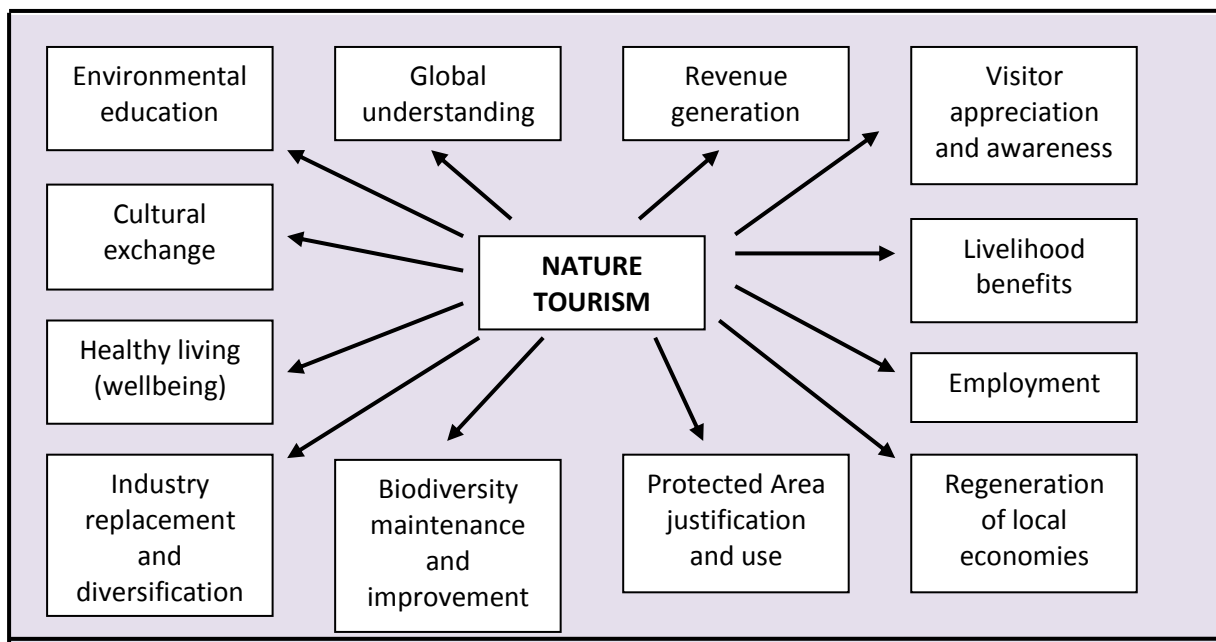 Environmental
education
Global
understanding
Revenue
generation
Visitor
appreciation
and awareness
Cultural
exchange
NATURE
TOURISM
Livelihood
benefits
Healthy living
(wellbeing)
Employment
Industry
replacement
and
diversification
Biodiversity
maintenance
and
improvement
Protected Area
justification
and use
Regeneration
of local
economies